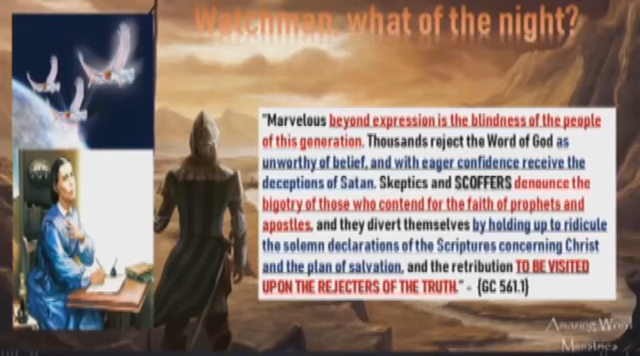 Watchman, what of the night?
"Marvelous beyond expression is the blindness of the people
of this generation. Thousands reject the Word of God as
unworthy of belief, and with eager confidence receive the
deceptions of Satan. Skeptics and SCOFFERS denounce the
bigotry of those who contend for the faith of prophets and
apostles, and they divert themselves by holding up to ridicule
the solemn declarations of the Scriptures concerning Christ
and the plan of salvation, and the retribution TO BE VISITED
UPON THE REJECTERS OF THE TRUTH." - {GC 561.1}
Amazing Word
Ministries